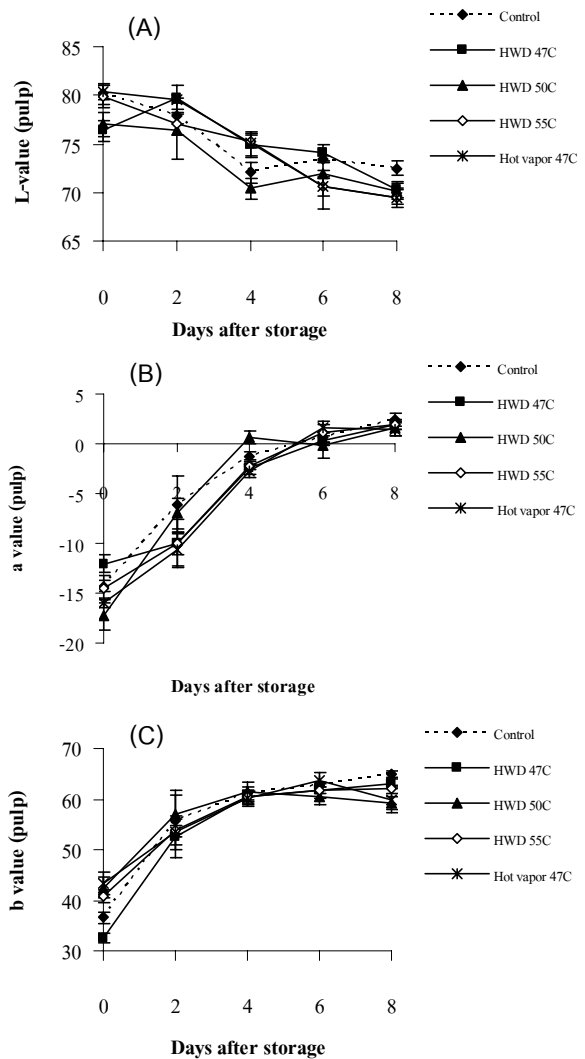 (A)
Control
HWD 47C
HWD 50C
HWD 55C
Hot vapor 47C
L-value (pulp)
85
80
75
70
65
0 2 4 6 8
Days after storage
(B)
Control
HWD 47C
HWD 50C
HWD 55C
Hot vapor 47C
a value (pulp)
5
0
-5
-10
-15
-20
0 2 4 6 8
Days after storage
(C)
Control
HWD 47C
HWD 50C
HWD 55C
Hot vapor 47C
b value (pulp)
70
60
50
40
30
0 2 4 6 8
Days after storage